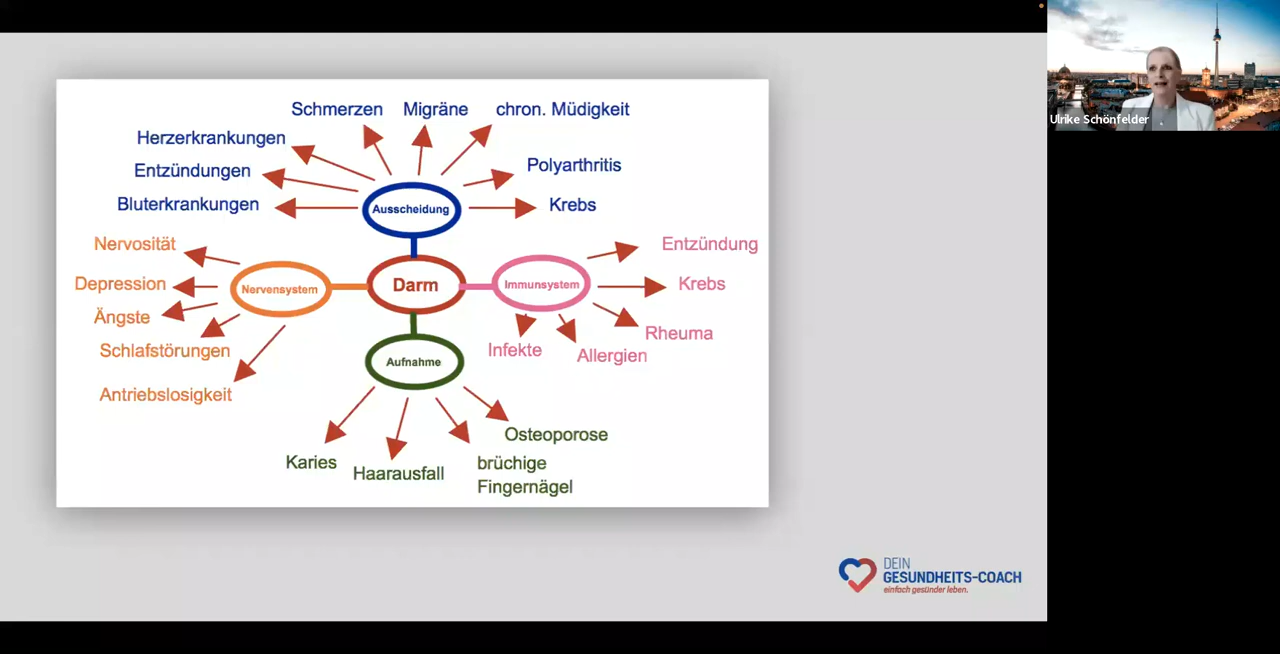 Ulrike Schönfelder
Schmerzen
Migräne
chron. Müdigkeit
Herzerkrankungen
Entzündungen
Bluterkrankungen
Polyarthritis
Krebs
Ausscheidung
Nervosität
Depression
Ängste
Schlafstörungen
Antriebslosigkeit
Nervensystem
Darm
Immunsystem
Entzündung
Krebs
Rheuma
Allergien
Infekte
Aufnahme
Karies
Haarausfall
brüchige
Fingernägel
Osteoporose
DEIN
GESUNDHEITS-COACH
einfach gesünder leben.